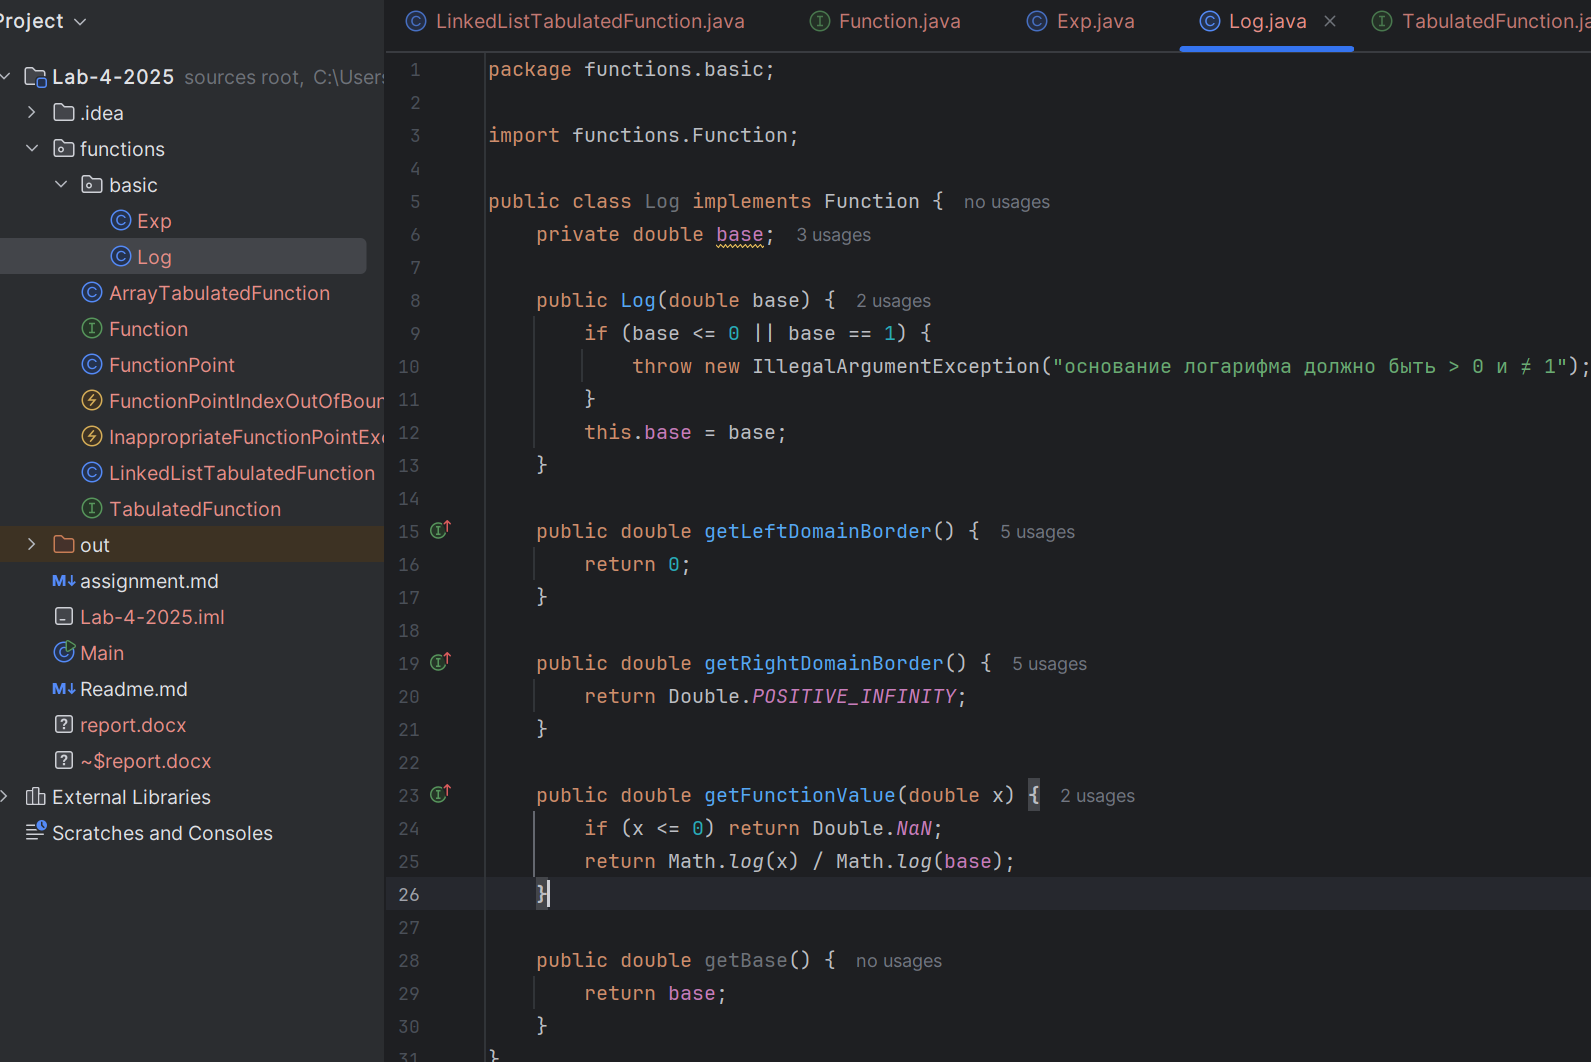 Project
LinkedListTabulatedFunction.java Function.java Exp.java Log.java TabulatedFunction.ja
Lab-4-2025 sources root, C:\Users
.idea
functions
basic
Exp
Log
ArrayTabulatedFunction
Function
FunctionPoint
FunctionPointIndexOutOfBoun
InappropriateFunctionPointExc
LinkedListTabulatedFunction
TabulatedFunction
out
assignment.md
Lab-4-2025.iml
Main
Readme.md
report.docx
~$report.docx
External Libraries
Scratches and Consoles
1 package functions.basic;
2
3 import functions.Function;
4
5 public class Log implements Function { no usages
6 private double base; 3 usages
7
8 public Log(double base) { 2 usages
9 if (base <= 0 || base == 1) {
10 throw new IllegalArgumentException("основание логарифма должно быть > 0 и ≠ 1");
11 }
12 this.base = base;
13 }
14
15 public double getLeftDomainBorder() { 5 usages
16 return 0;
17 }
18
19 public double getRightDomainBorder() { 5 usages
20 return Double.POSITIVE_INFINITY;
21 }
22
23 public double getFunctionValue(double x) { 2 usages
24 if (x <= 0) return Double.NaN;
25 return Math.log(x) / Math.log(base);
26 }
27
28 public double getBase() { no usages
29 return base;
30 }
31 }